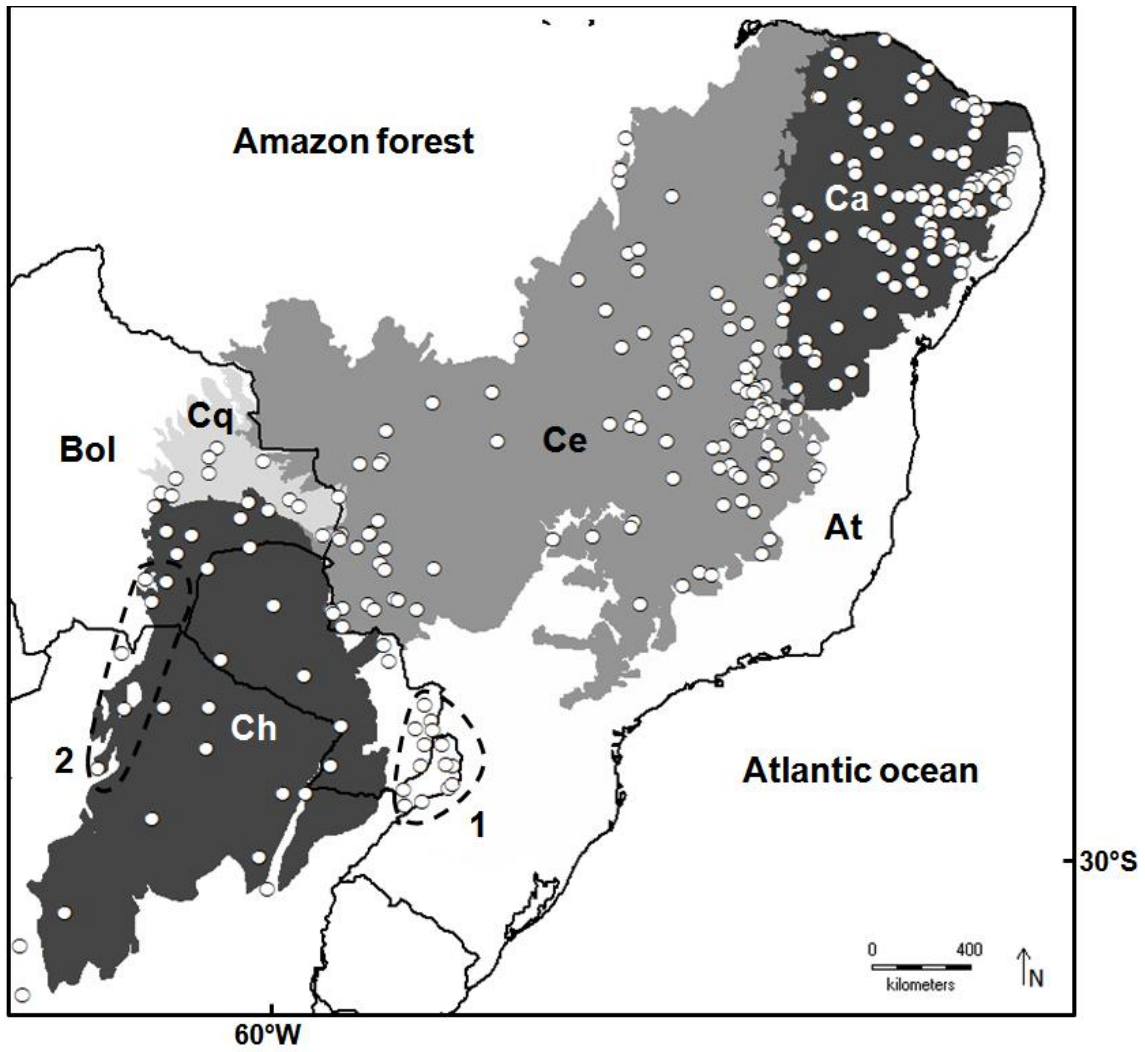 Amazon forest
Ca
Cq
Bol
Ce
At
Ch
2
Atlantic ocean
1
30°S
0 400
kilometers
N
60°W